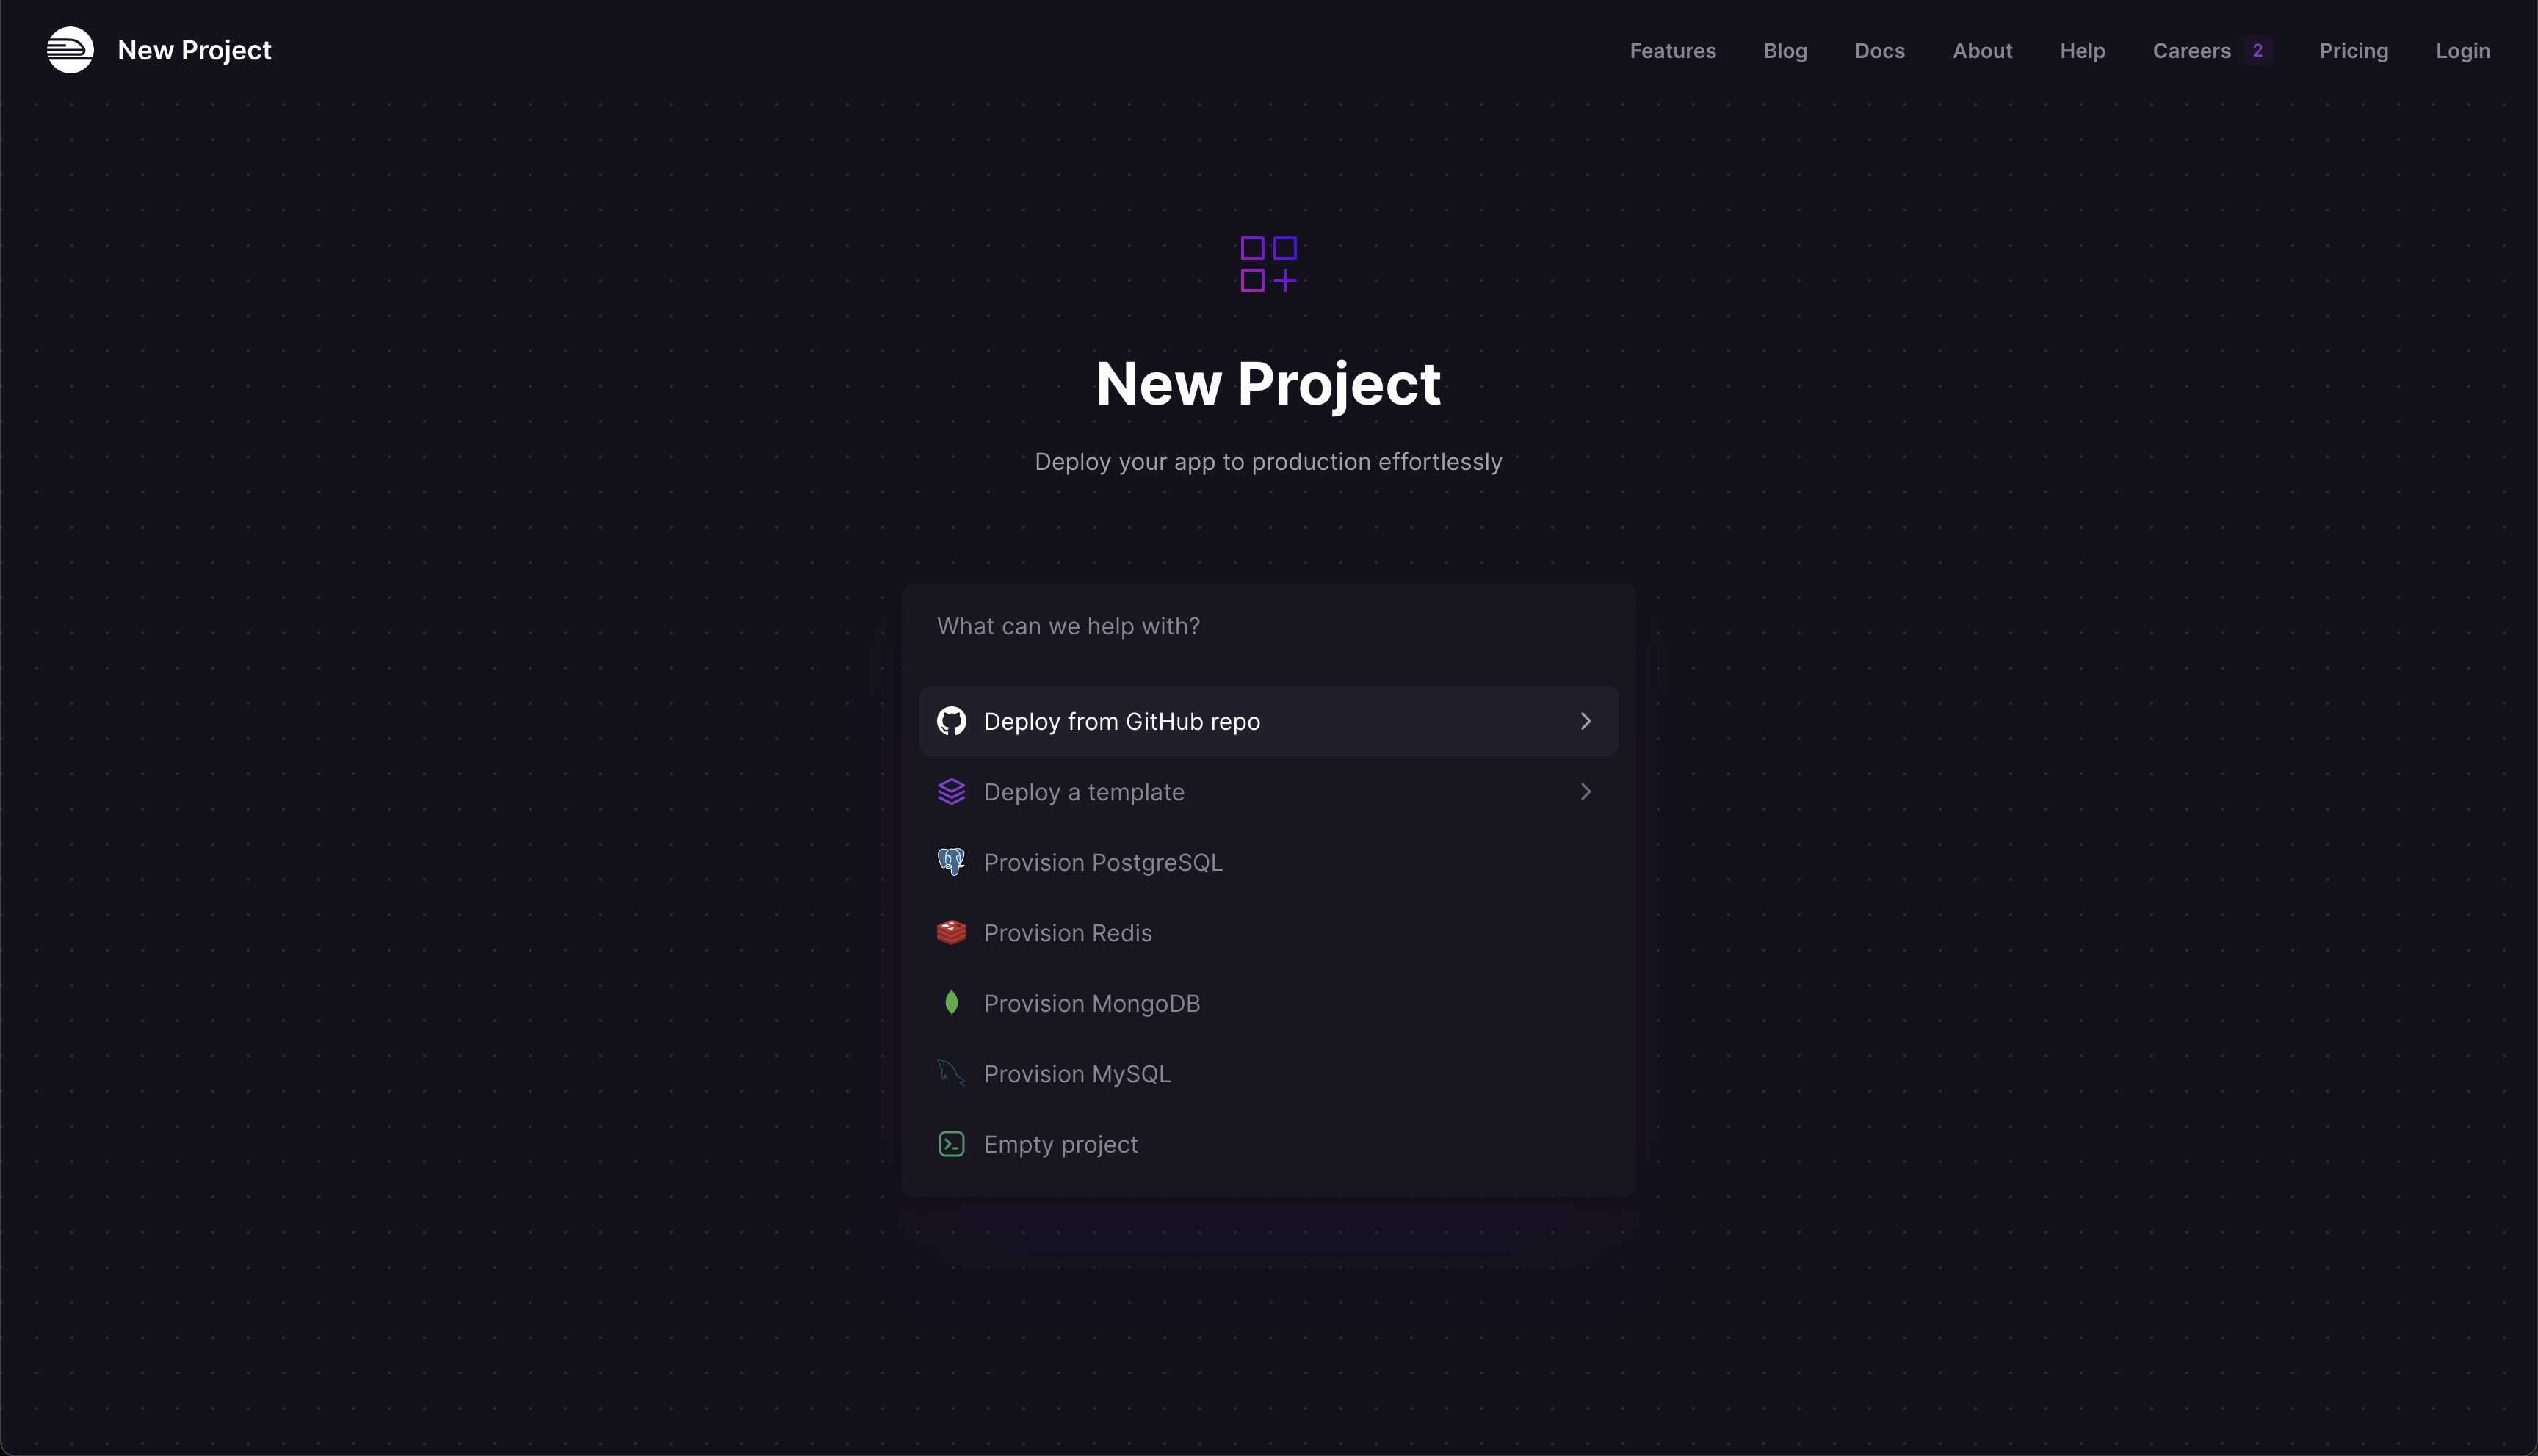 New Project
Features Blog Docs About Help Careers 2 Pricing Login
New Project
Deploy your app to production effortlessly
What can we help with?
Deploy from GitHub repo
Deploy a template
Provision PostgreSQL
Provision Redis
Provision MongoDB
Provision MySQL
Empty project